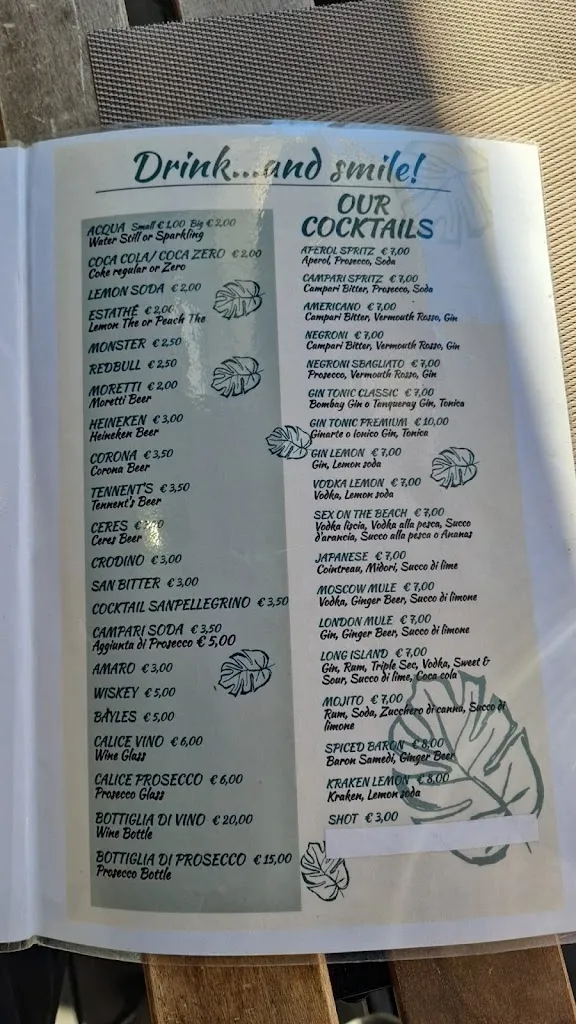 Drink...and smile!
ACQUA Small € 1,00 Big € 2,00
Water Still or Sparkling
COCA COLA/ COCA ZERO € 2,00
Coke regular or Zero
LEMON SODA € 2,00
ESTATHÉ € 2,00
Lemon The or Peach The
MONSTER € 2,50
REDBULL € 2,50
MORETTI € 2,00
Moretti Beer
HEINEKEN € 3,00
Heineken Beer
CORONA € 3,50
Corona Beer
TENNENT'S € 3,50
Tennent's Beer
CERES €
Ceres Beer
CRODINO € 3,00
SAN BITTER € 3,00
COCKTAIL SANPELLEGRINO € 3,50
CAMPARI SODA € 3,50
Aggiunta di Prosecco € 5,00
AMARO € 3,00
WISKEY € 5,00
BAYLES € 5,00
CALICE VINO € 6,00
Wine Glass
CALICE PROSECCO € 6,00
Prosecco Glass
BOTTIGLIA DI VINO € 20,00
Wine Bottle
BOTTIGLIA DI PROSECCO € 15,00
Prosecco Bottle
OUR
COCKTAILS
APEROL SPRITZ € 7,00
Aperol, Prosecco, Soda
CAMPARI SPRITZ € 7,00
Campari Bitter, Prosecco, Soda
AMERICANO € 7,00
Campari Bitter, Vermouth Rosso, Gin
NEGRONI € 7,00
Campari Bitter, Vermouth Rosso, Gin
NEGRONI SBAGLIATO € 7,00
Prosecco, Vermouth Rosso, Gin
GIN TONIC CLASSIC € 7,00
Bombay Gin o Tanqueray Gin, Tonica
GIN TONIC PREMIUM € 10,00
Ginarte o Ionico Gin, Tonica
GIN LEMON € 7,00
Gin, Lemon soda
VODKA LEMON € 7,00
Vodka, Lemon soda
SEX ON THE BEACH € 7,00
Vodka liscia, Vodka alla pesca, Succo
d'arancia, Succo alla pesca o Ananas
JAPANESE € 7,00
Cointreau, Midori, Succo di lime
MOSCOW MULE € 7,00
Vodka, Ginger Beer, Succo di limone
LONDON MULE € 7,00
Gin, Ginger Beer, Succo di limone
LONG ISLAND € 7,00
Gin, Rum, Triple Sec, Vodka, Sweet &
Sour, Succo di lime, Coca cola
MOJITO € 7,00
Rum, Soda, Zucchero di canna, Succo di
limone
SPICED BARON € 8,00
Baron Samedi, Ginger Beer
KRAKEN LEMON € 8,00
Kraken, Lemon soda
SHOT € 3,00